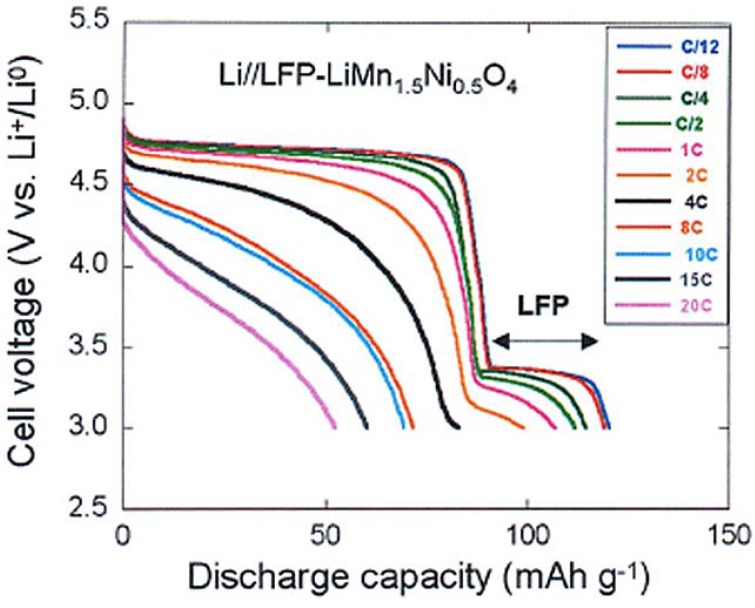 5.5
5.0
4.5
4.0
3.5
3.0
2.5
Cell voltage (V vs. Li⁺/Li⁰)
Li//LFP-LiMn₁.₅Ni₀.₅O₄
C/12
C/8
C/4
C/2
1C
2C
4C
8C
10C
15C
20C
LFP
0
50
100
150
Discharge capacity (mAh g⁻¹)